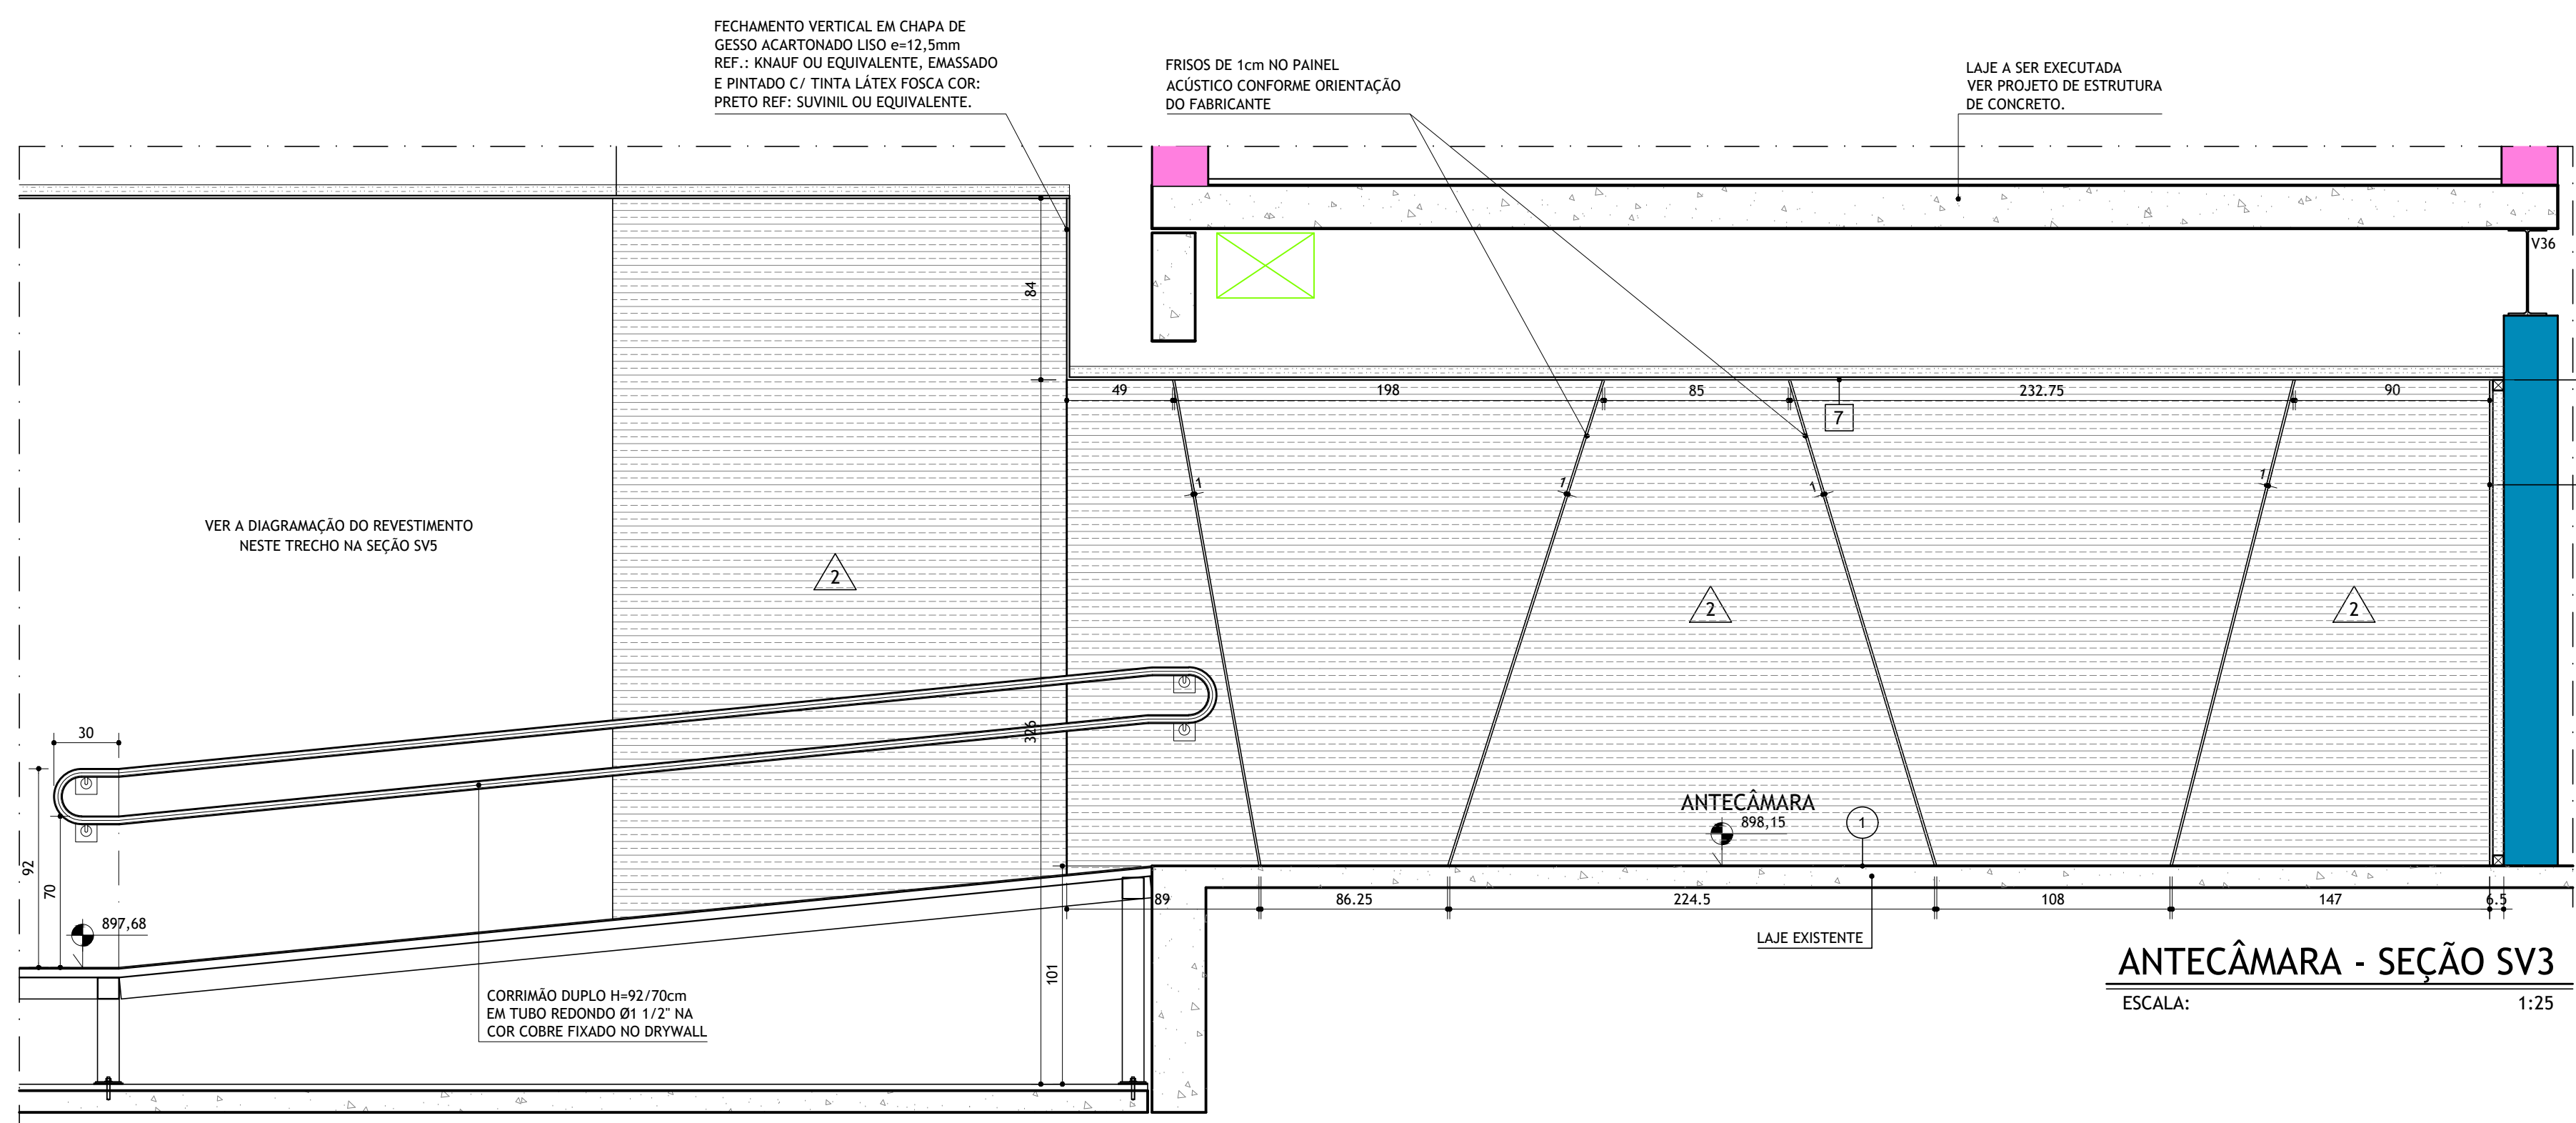 FECHAMENTO VERTICAL EM CHAPA DE
GESSO ACARTONADO LISO e=12,5mm
REF.: KNAUF OU EQUIVALENTE, EMASSADO
E PINTADO C/ TINTA LÁTEX FOSCA COR:
PRETO REF: SUVINIL OU EQUIVALENTE.
FRISOS DE 1cm NO PAINEL
ACÚSTICO CONFORME ORIENTAÇÃO
DO FABRICANTE
LAJE A SER EXECUTADA
VER PROJETO DE ESTRUTURA
DE CONCRETO.
V36
84
49
198
85
232.75
90
7
1
1
1
1
VER A DIAGRAMAÇÃO DO REVESTIMENTO
NESTE TRECHO NA SEÇÃO SV5
2
2
2
30
326
92
70
897,68
ANTECÂMARA
898,15
1
89
86.25
224.5
108
147
6.5
LAJE EXISTENTE
101
CORRIMÃO DUPLO H=92/70cm
EM TUBO REDONDO Ø1 1/2" NA
COR COBRE FIXADO NO DRYWALL
ANTECÂMARA - SEÇÃO SV3
ESCALA: 1:25